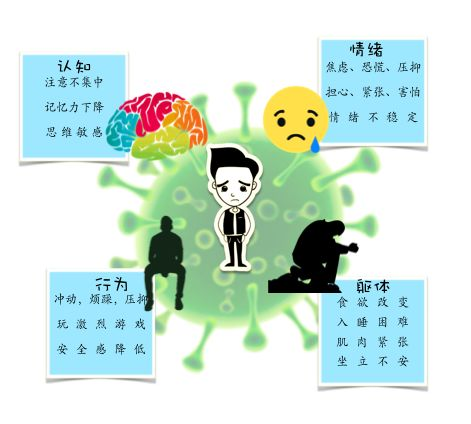 认知
注意不集中
记忆力下降
思维敏感
情绪
焦虑、恐慌、压抑
担心、紧张、害怕
情绪不稳定
行为
冲动，烦躁，压抑
玩激烈游戏
安全感降低
躯体
食欲改变
入睡困难
肌肉紧张
坐立不安